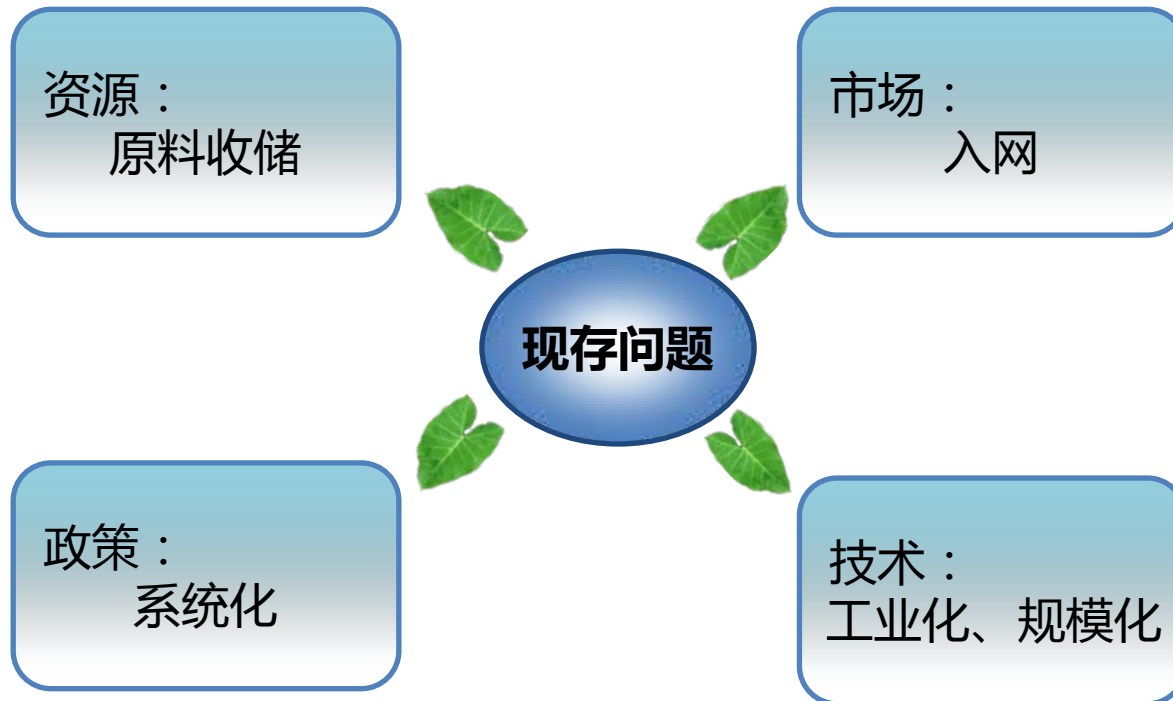 资源：
原料收储
市场：
入网
现存问题
政策：
系统化
技术：
工业化、规模化